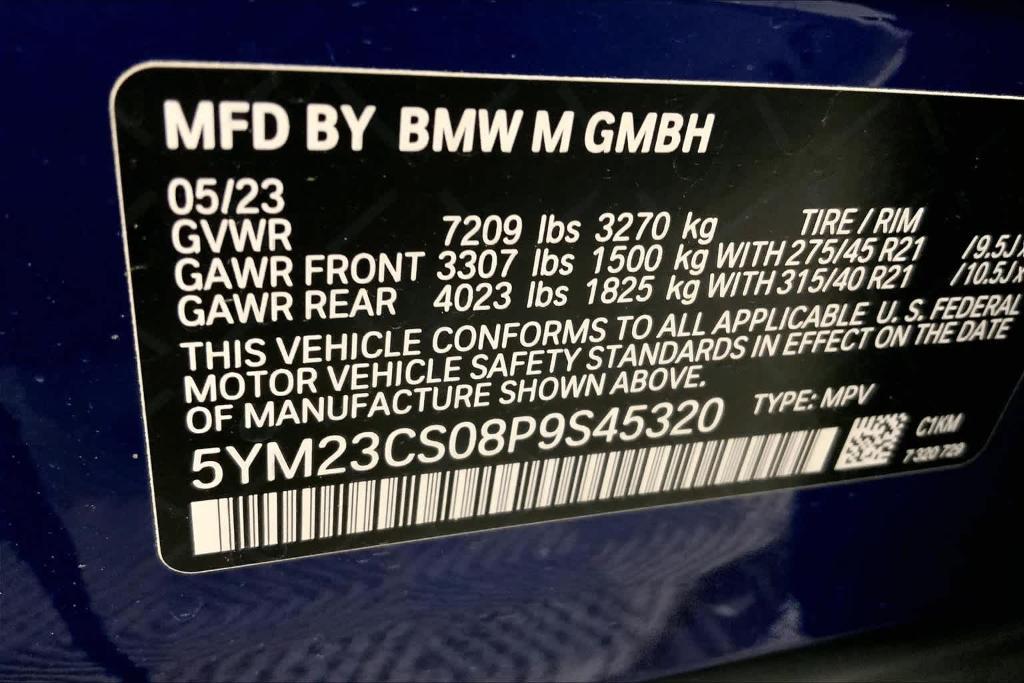 MFD BY BMW M GMBH
05/23
GVWR 7209 lbs 3270 kg TIRE / RIM
GAWR FRONT 3307 lbs 1500 kg WITH 275/45 R21 /9.5J/x
GAWR REAR 4023 lbs 1825 kg WITH 315/40 R21 /10.5J/x
THIS VEHICLE CONFORMS TO ALL APPLICABLE U. S. FEDERAL
MOTOR VEHICLE SAFETY STANDARDS IN EFFECT ON THE DATE
OF MANUFACTURE SHOWN ABOVE.
5YM23CS08P9S45320 TYPE: MPV
C1KM
7 320 729